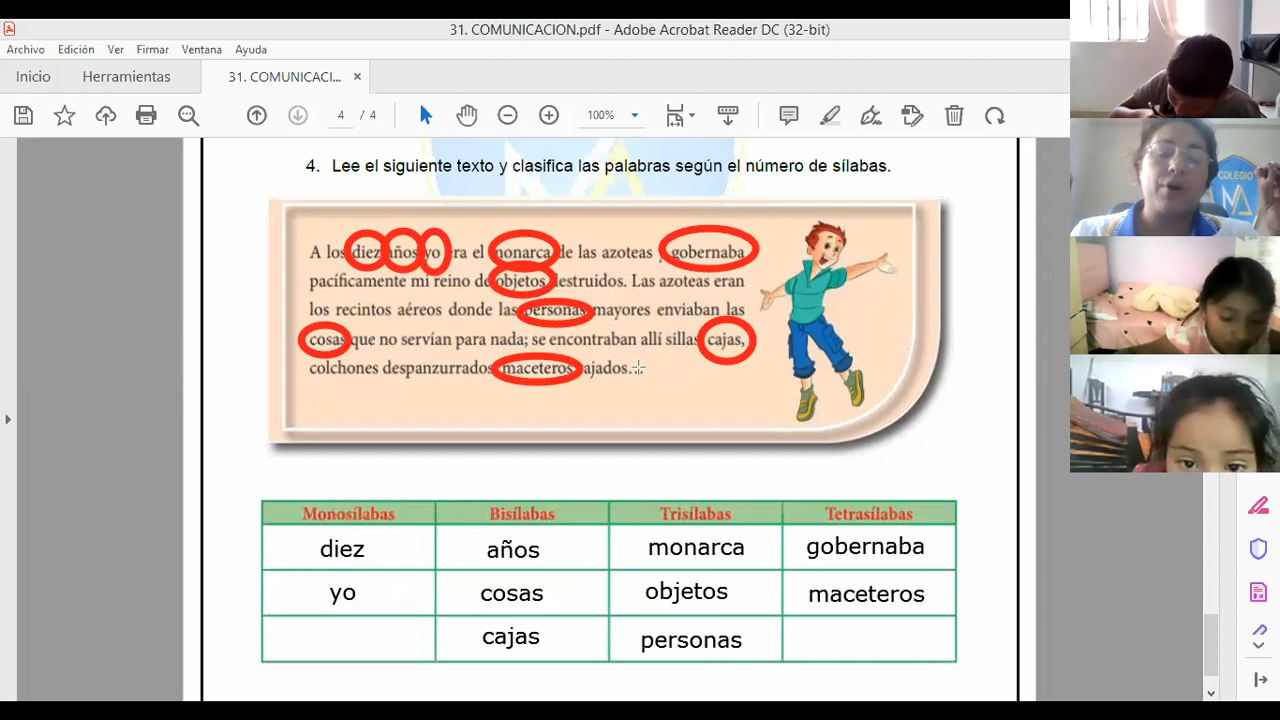 31. COMUNICACION.pdf - Adobe Acrobat Reader DC (32-bit)
Archivo Edición Ver Firmar Ventana Ayuda
Inicio Herramientas 31. COMUNICACI... ×
4 / 4 100%
4. Lee el siguiente texto y clasifica las palabras según el número de sílabas.
A los diez años yo era el monarca de las azoteas y gobernaba
pacíficamente mi reino de objetos destruidos. Las azoteas eran
los recintos aéreos donde las personas mayores enviaban las
cosas que no servían para nada; se encontraban allí sillas cajas,
colchones despanzurrados maceteros rajados.
Monosílabas Bisílabas Trisílabas Tetrasílabas
diez años monarca gobernaba
yo cosas objetos maceteros
cajas personas
COLEGIO